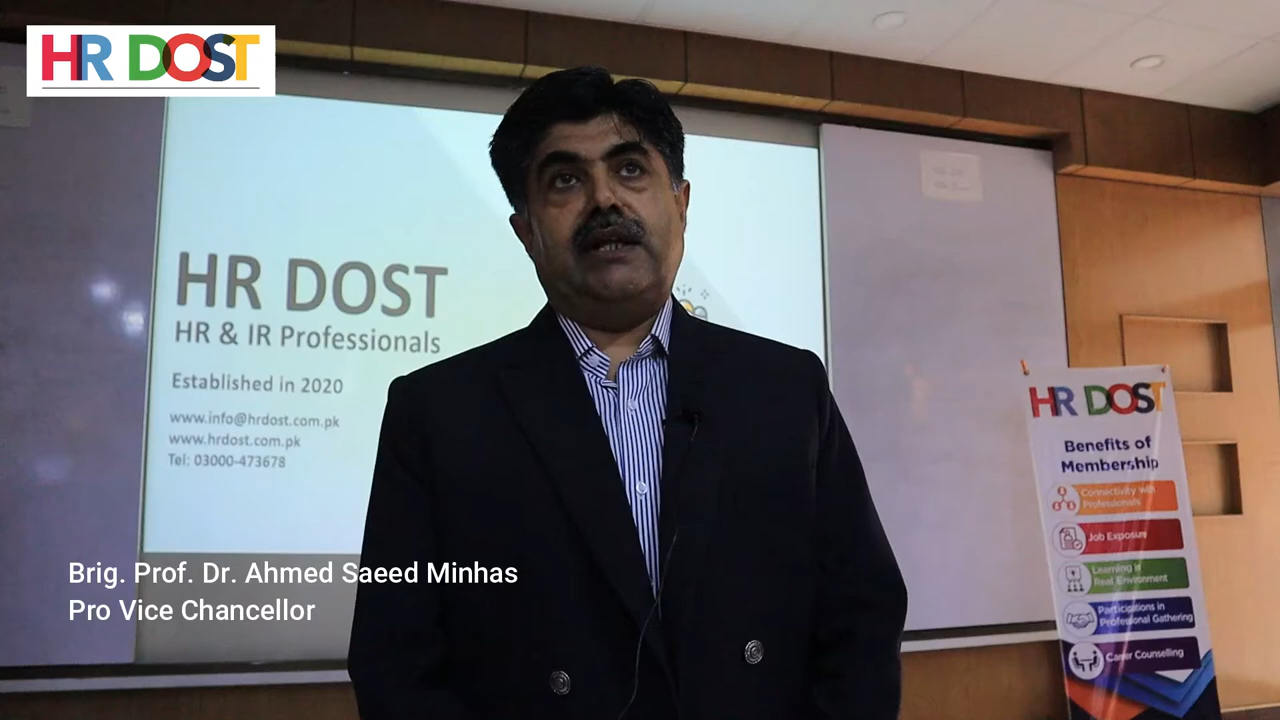 HR DOST
HR DOST
HR & IR Professionals
Established in 2020
www.info@hrdost.com.pk
www.hrdost.com.pk
Tel: 03000-473678
Brig. Prof. Dr. Ahmed Saeed Minhas
Pro Vice Chancellor
HR DOST
Benefits of
Membership
Connectivity with
Professionals
Job Exposure
Learning in
Real Environment
Participations in
Professional Gathering
Career Counselling